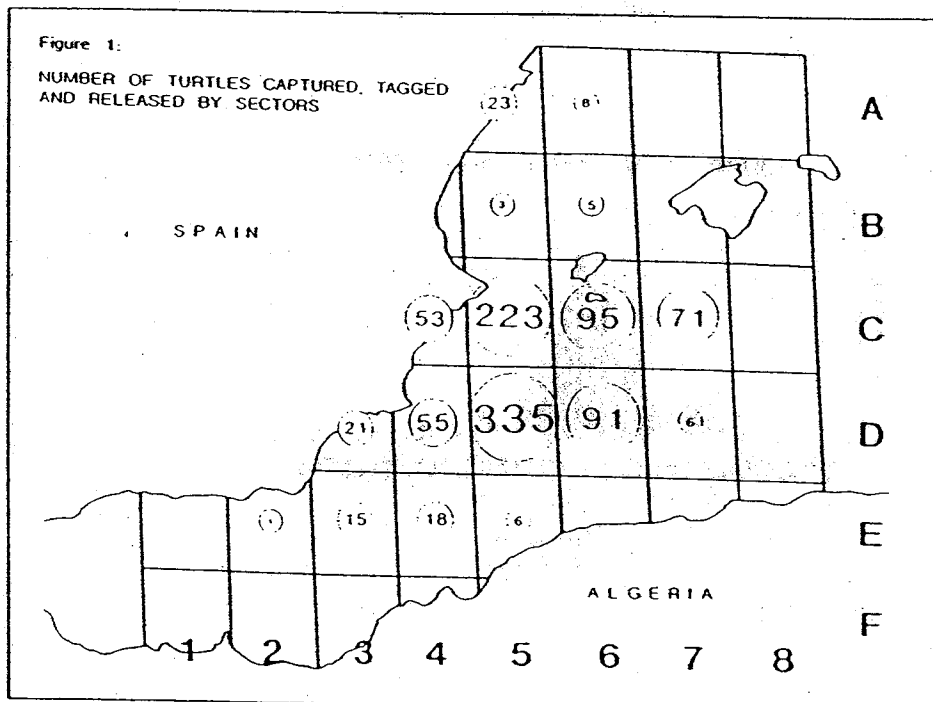 Figure 1:
NUMBER OF TURTLES CAPTURED, TAGGED
AND RELEASED BY SECTORS
(23) (8) A
SPAIN (3) (5) B
(53) 223 (95) (71) C
(21) (55) 335 (91) (6) D
(1) (15) (18) (6) E
ALGERIA F
1 2 3 4 5 6 7 8